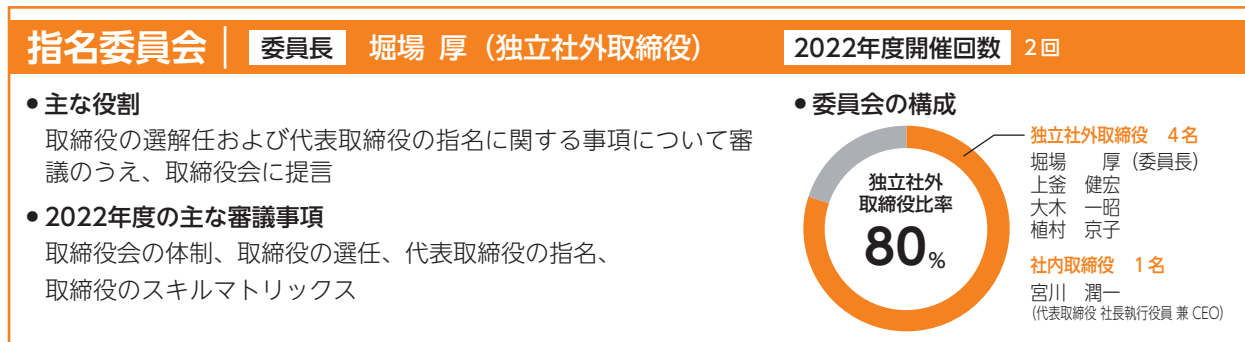 指名委員会 委員長 堀場 厚（独立社外取締役） 2022年度開催回数 2回
● 主な役割
取締役の選解任および代表取締役の指名に関する事項について審
議のうえ、取締役会に提言
● 2022年度の主な審議事項
取締役会の体制、取締役の選任、代表取締役の指名、
取締役のスキルマトリックス
● 委員会の構成
独立社外
取締役比率
80%
独立社外取締役 4名
堀場 厚（委員長）
上釜 健宏
大木 一昭
植村 京子
社内取締役 1名
宮川 潤一
(代表取締役 社長執行役員 兼 CEO)